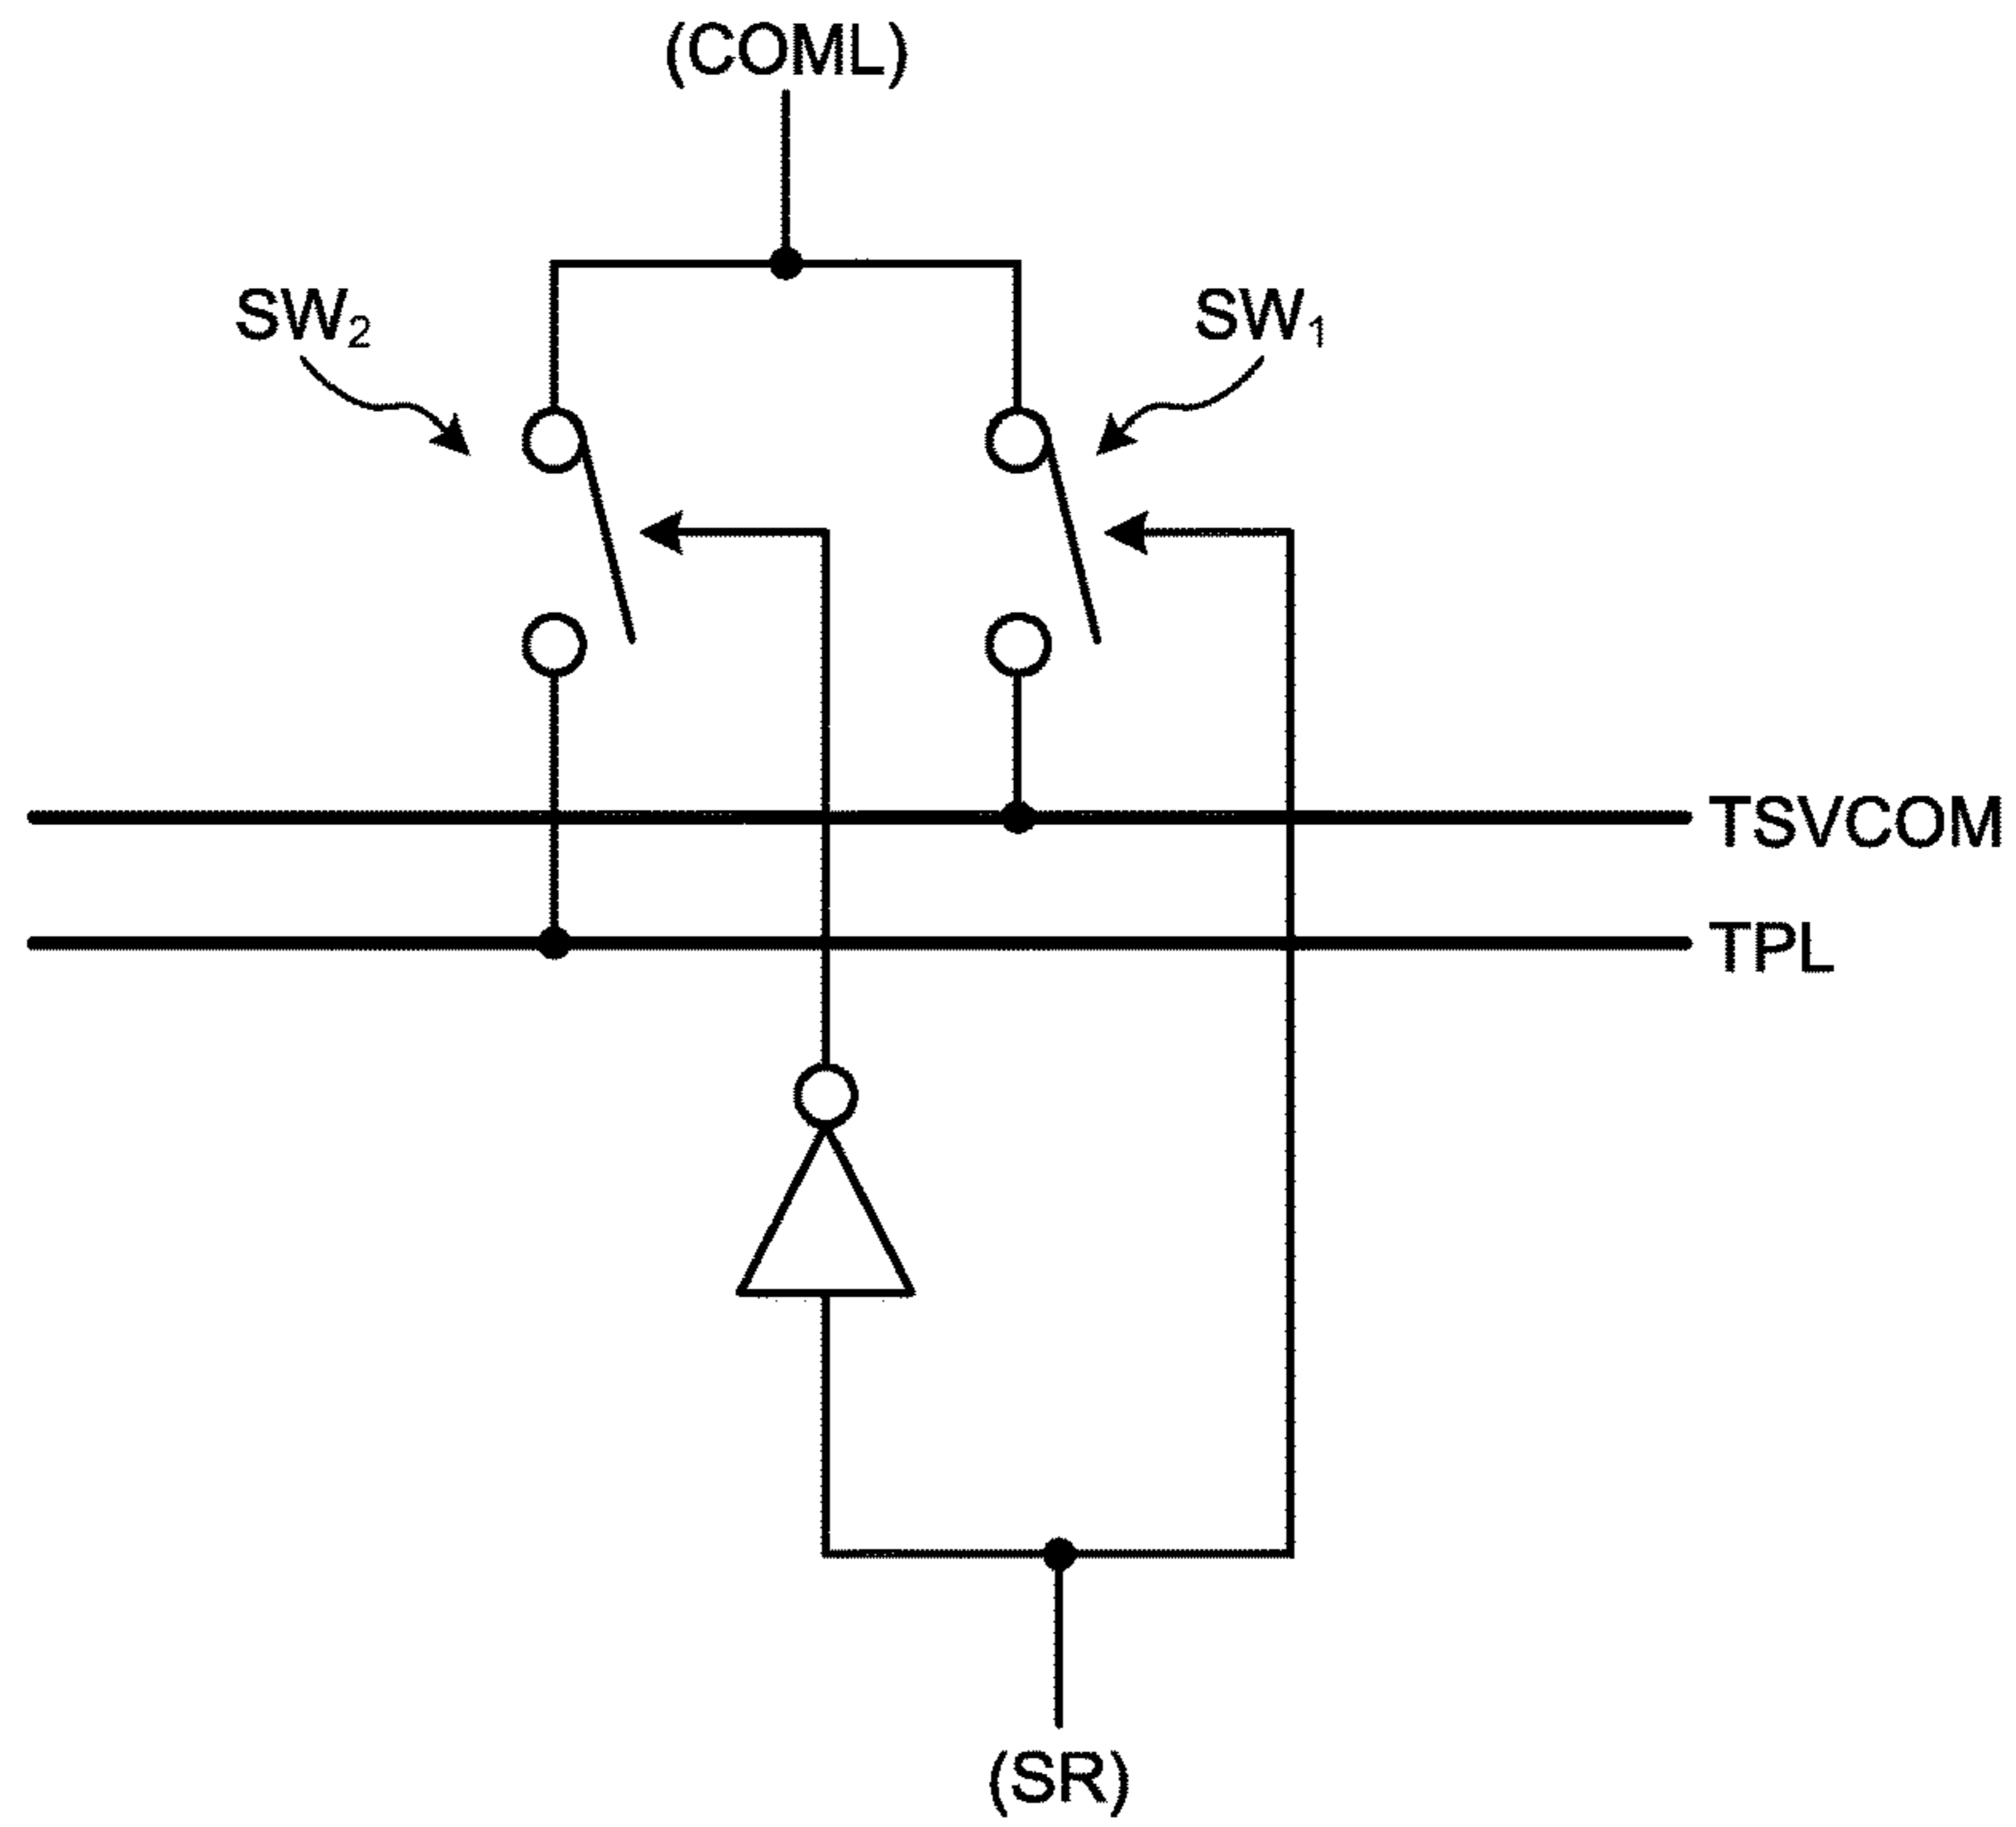 (COML)
SW₂
SW₁
TSVCOM
TPL
(SR)